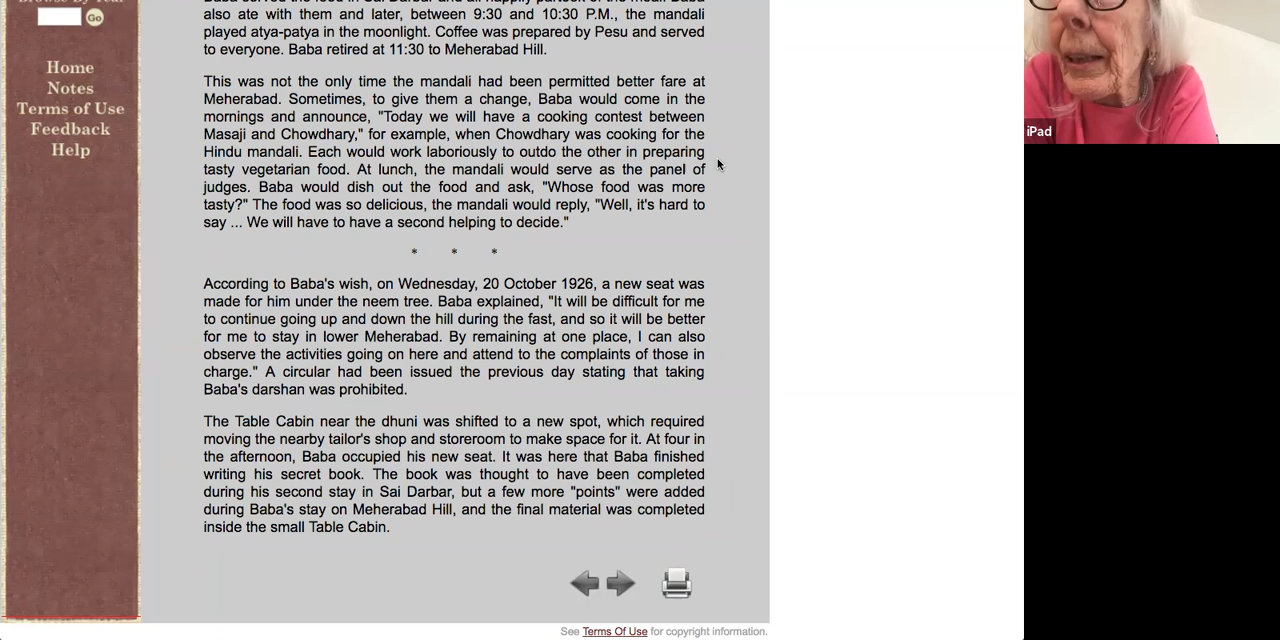 Home
Notes
Terms of Use
Feedback
Help
Go
also ate with them and later, between 9:30 and 10:30 P.M., the mandali
played atya-patya in the moonlight. Coffee was prepared by Pesu and served
to everyone. Baba retired at 11:30 to Meherabad Hill.
This was not the only time the mandali had been permitted better fare at
Meherabad. Sometimes, to give them a change, Baba would come in the
mornings and announce, "Today we will have a cooking contest between
Masaji and Chowdhary," for example, when Chowdhary was cooking for the
Hindu mandali. Each would work laboriously to outdo the other in preparing
tasty vegetarian food. At lunch, the mandali would serve as the panel of
judges. Baba would dish out the food and ask, "Whose food was more
tasty?" The food was so delicious, the mandali would reply, "Well, it's hard to
say ... We will have to have a second helping to decide."
* * *
According to Baba's wish, on Wednesday, 20 October 1926, a new seat was
made for him under the neem tree. Baba explained, "It will be difficult for me
to continue going up and down the hill during the fast, and so it will be better
for me to stay in lower Meherabad. By remaining at one place, I can also
observe the activities going on here and attend to the complaints of those in
charge." A circular had been issued the previous day stating that taking
Baba's darshan was prohibited.
The Table Cabin near the dhuni was shifted to a new spot, which required
moving the nearby tailor's shop and storeroom to make space for it. At four in
the afternoon, Baba occupied his new seat. It was here that Baba finished
writing his secret book. The book was thought to have been completed
during his second stay in Sai Darbar, but a few more "points" were added
during Baba's stay on Meherabad Hill, and the final material was completed
inside the small Table Cabin.
See Terms Of Use for copyright information.
iPad